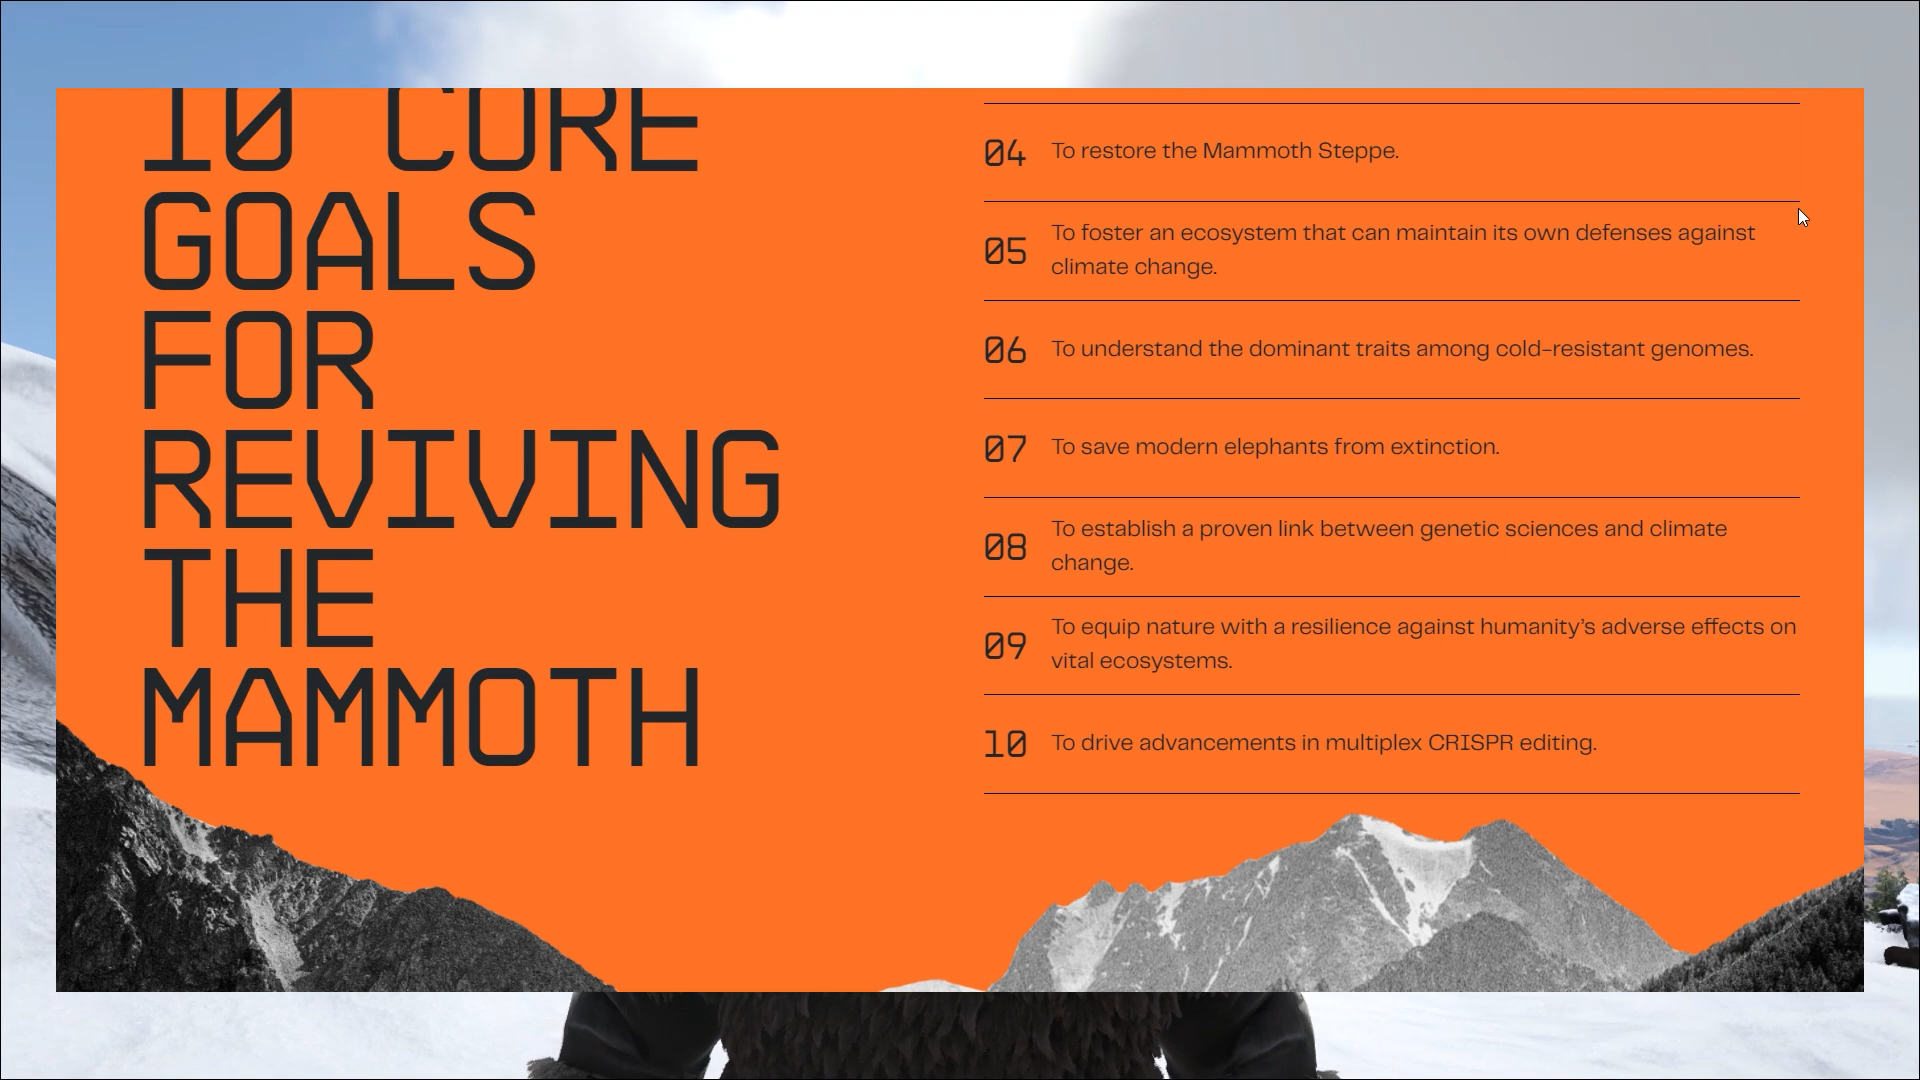 10 CORE
GOALS
FOR
REVIVING
THE
MAMMOTH
04 To restore the Mammoth Steppe.
05 To foster an ecosystem that can maintain its own defenses against
climate change.
06 To understand the dominant traits among cold-resistant genomes.
07 To save modern elephants from extinction.
08 To establish a proven link between genetic sciences and climate
change.
09 To equip nature with a resilience against humanity’s adverse effects on
vital ecosystems.
10 To drive advancements in multiplex CRISPR editing.